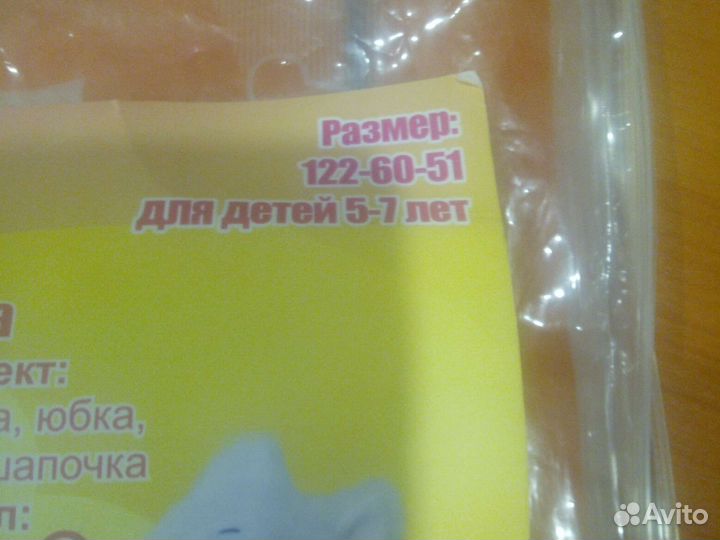 Размер:
122-60-51
для детей 5-7 лет
юбка,
шапочка
Avito